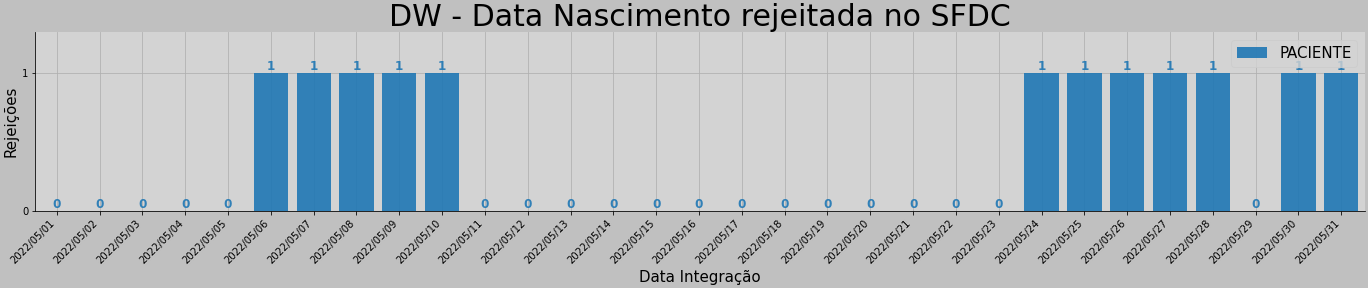 DW - Data Nascimento rejeitada no SFDC
PACIENTE
Rejeições
1
0
0 0 0 0 0 1 1 1 1 1 0 0 0 0 0 0 0 0 0 0 0 0 0 1 1 1 1 1 0 1 1
2022/05/01 2022/05/02 2022/05/03 2022/05/04 2022/05/05 2022/05/06 2022/05/07 2022/05/08 2022/05/09 2022/05/10 2022/05/11 2022/05/12 2022/05/13 2022/05/14 2022/05/15 2022/05/16 2022/05/17 2022/05/18 2022/05/19 2022/05/20 2022/05/21 2022/05/22 2022/05/23 2022/05/24 2022/05/25 2022/05/26 2022/05/27 2022/05/28 2022/05/29 2022/05/30 2022/05/31
Data Integração